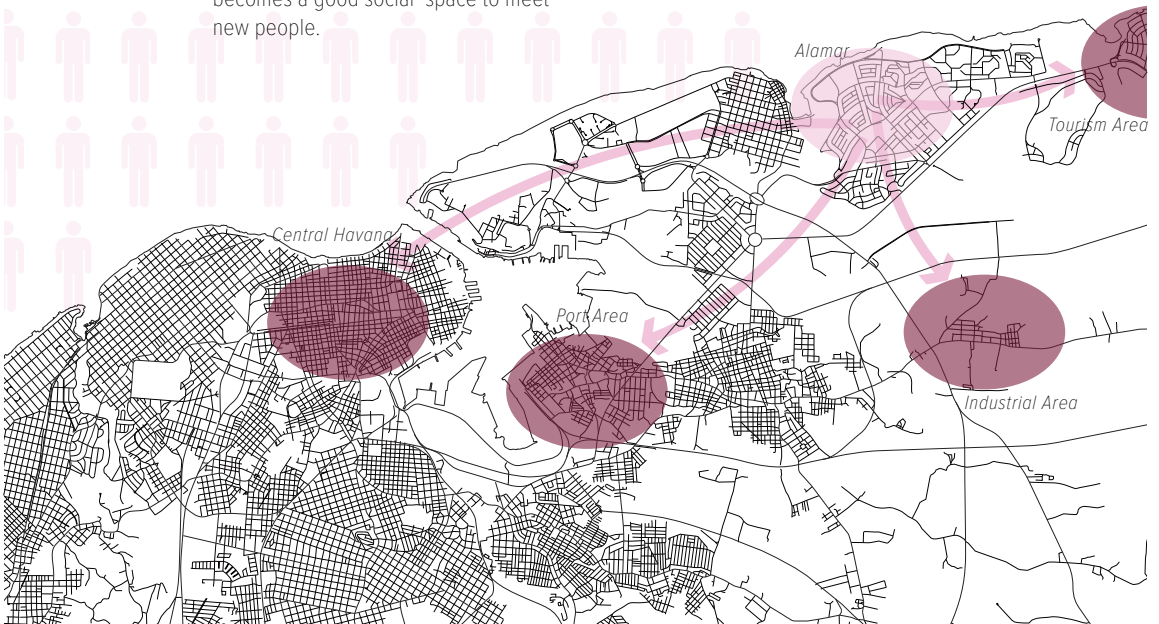 becomes a good social space to meet
new people.
Alamar
Tourism Area
Central Havana
Port Area
Industrial Area